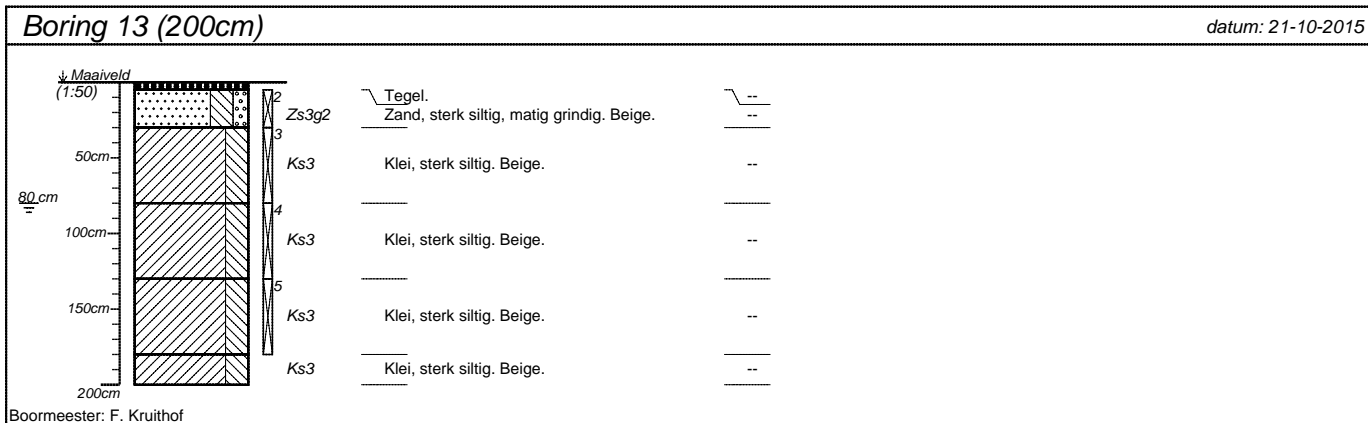 Boring 13 (200cm) datum: 21-10-2015
Maaiveld
(1:50) 2 Tegel. --
Zs3g2 Zand, sterk siltig, matig grindig. Beige. --
3
50cm Ks3 Klei, sterk siltig. Beige. --
80 cm
4
100cm Ks3 Klei, sterk siltig. Beige. --
5
150cm Ks3 Klei, sterk siltig. Beige. --
Ks3 Klei, sterk siltig. Beige. --
200cm
Boormeester: F. Kruithof